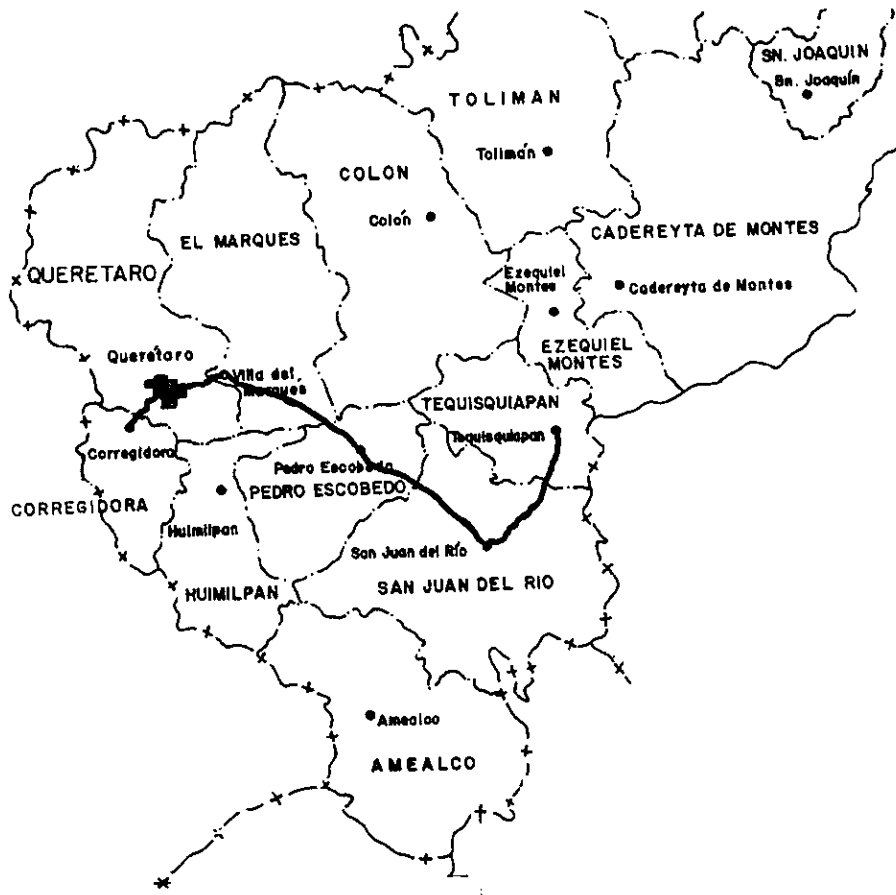 SN. JOAQUIN
Sn. Joaquín
TOLIMAN
Tolimán
COLON
Colón
EL MARQUES
CADEREYTA DE MONTES
Cadereyta de Montes
QUERETARO
Ezequiel
Montes
EZEQUIEL
MONTES
Querétaro
Villa del
Marqués
TEQUISQUIAPAN
Tequisquiapan
Corregidora
CORREGIDORA
Pedro Escobedo
PEDRO ESCOBEDO
Huimilpan
HUIMILPAN
San Juan del Río
SAN JUAN DEL RIO
Amealco
AMEALCO